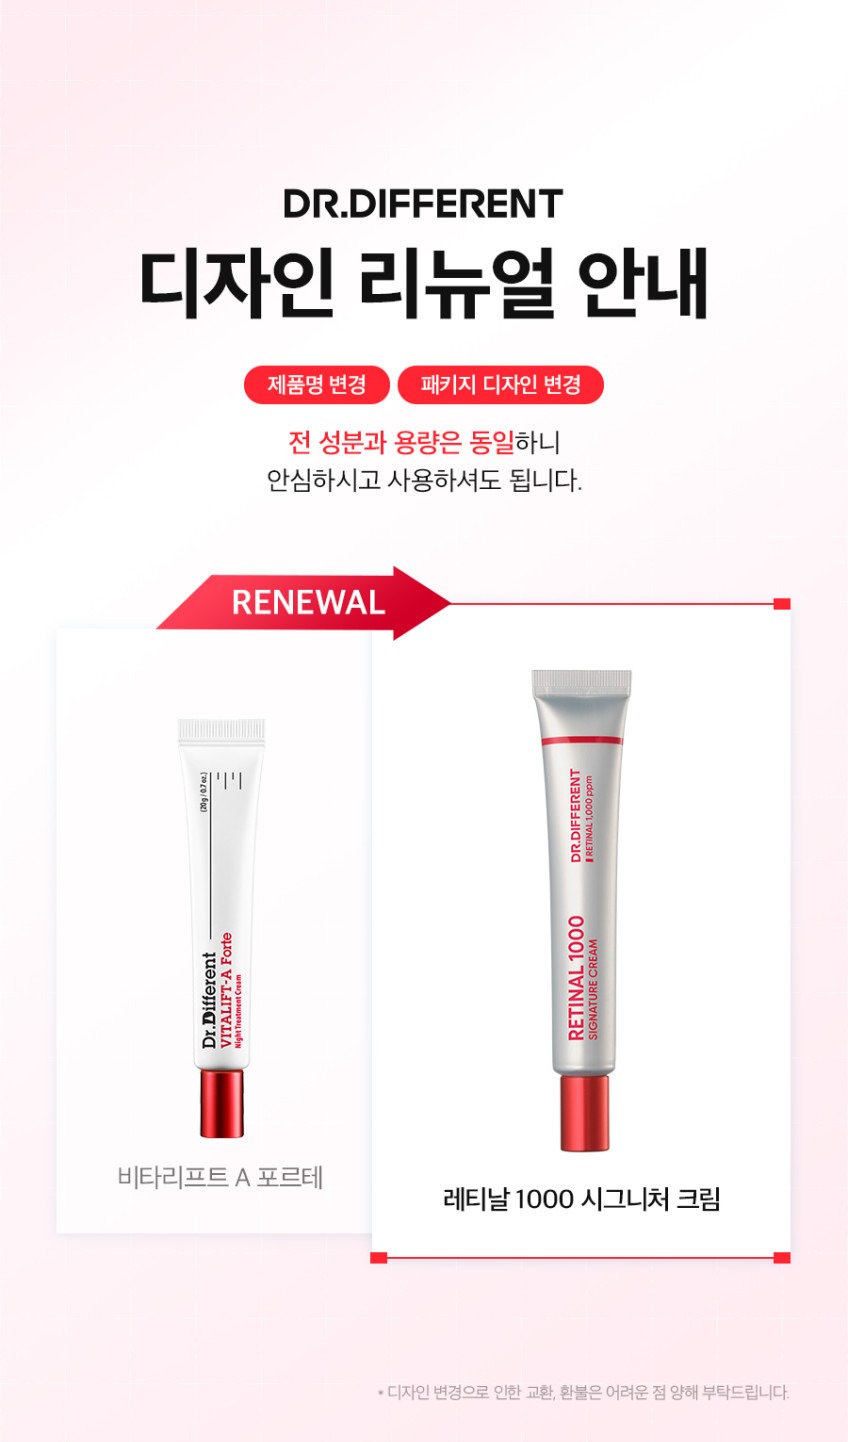 DR.DIFFERENT
디자인 리뉴얼 안내
제품명 변경
패키지 디자인 변경
전 성분과 용량은 동일하니
안심하시고 사용하셔도 됩니다.
RENEWAL
(20g / 0.7 oz.)
Dr.Different
VITALIFT-A Forte
Night Treatment Cream
비타리프트 A 포르테
DR.DIFFERENT
RETINAL 1,000 ppm
RETINAL 1000
SIGNATURE CREAM
레티날 1000 시그니처 크림
* 디자인 변경으로 인한 교환, 환불은 어려운 점 양해 부탁드립니다.